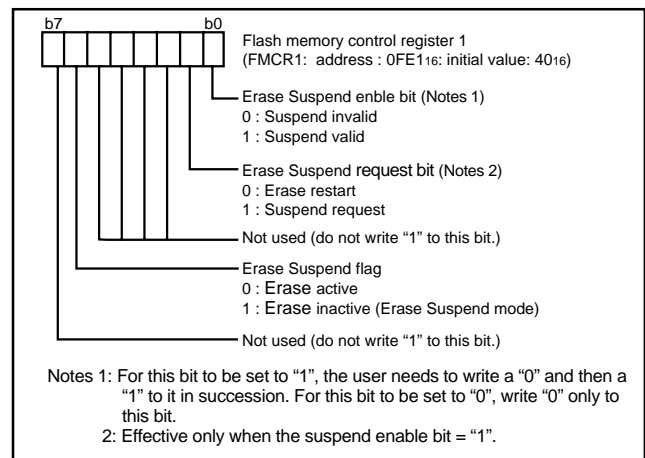 b7 b0
Flash memory control register 1
(FMCR1: address : 0FE116: initial value: 4016)
Erase Suspend enble bit (Notes 1)
0 : Suspend invalid
1 : Suspend valid
Erase Suspend request bit (Notes 2)
0 : Erase restart
1 : Suspend request
Not used (do not write “1” to this bit.)
Erase Suspend flag
0 : Erase active
1 : Erase inactive (Erase Suspend mode)
Not used (do not write “1” to this bit.)
Notes 1: For this bit to be set to “1”, the user needs to write a “0” and then a
“1” to it in succession. For this bit to be set to “0”, write “0” only to
this bit.
2: Effective only when the suspend enable bit = “1”.